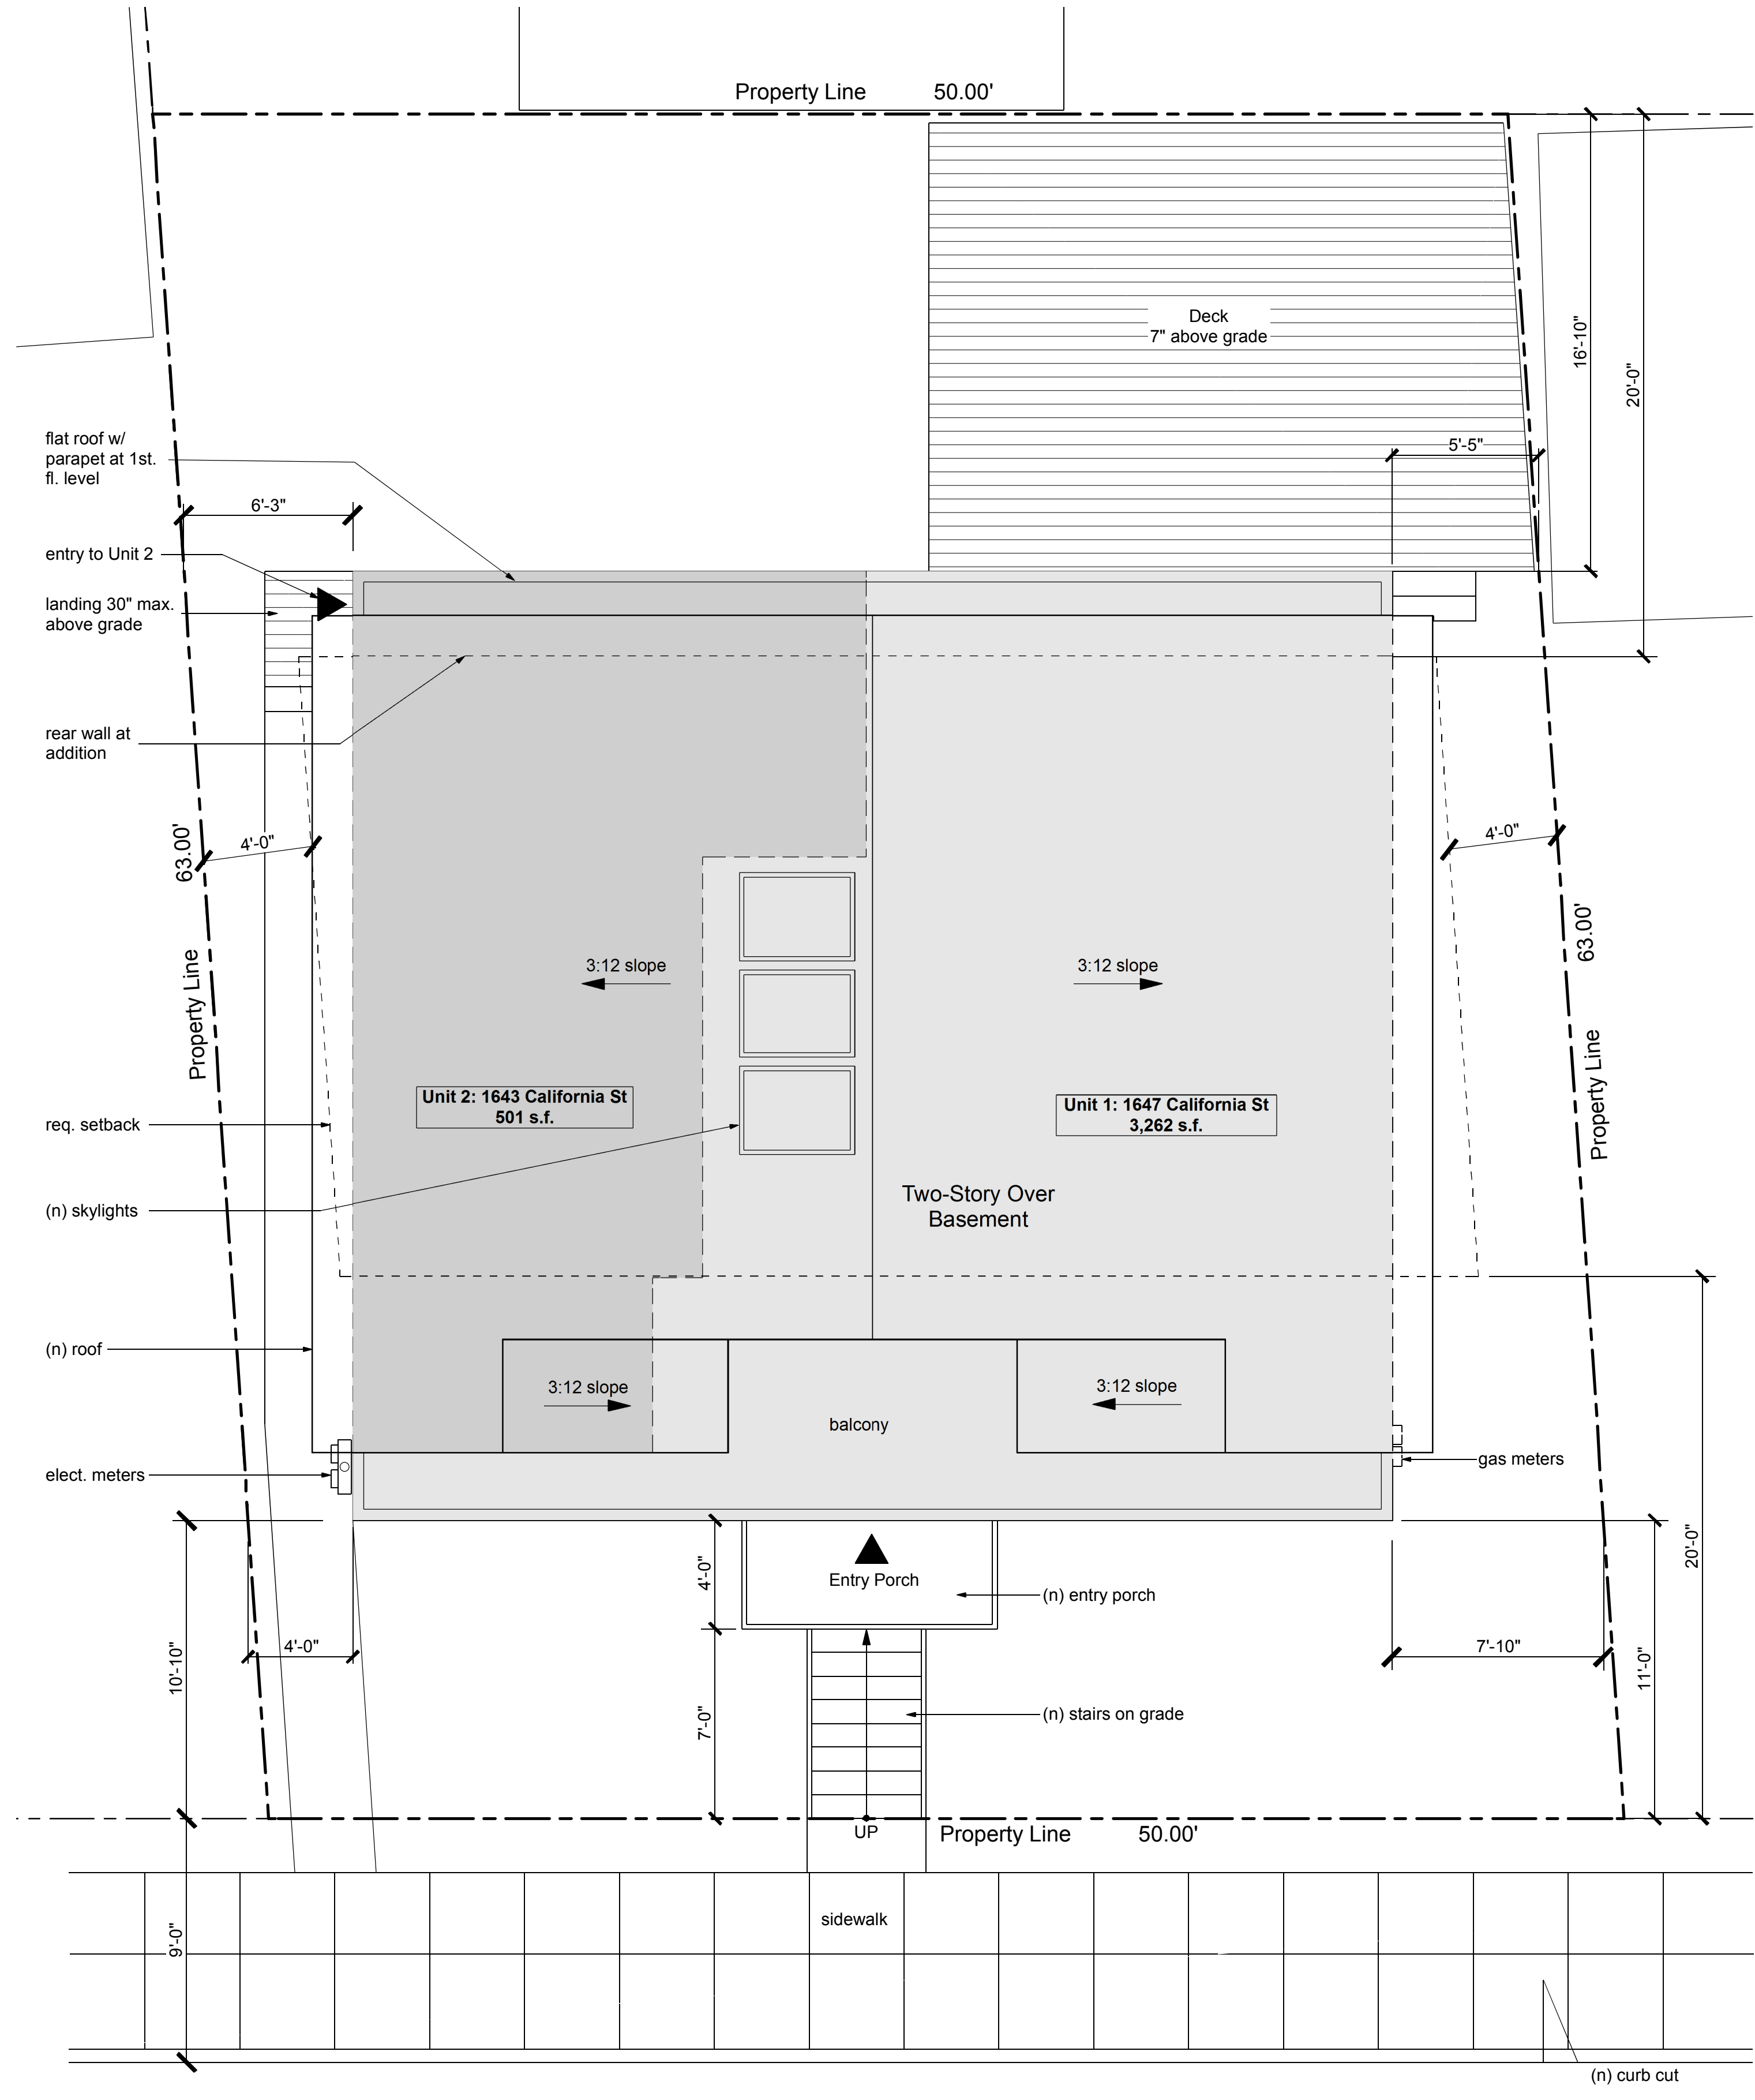 Property Line 50.00'
Deck
7" above grade
16'-10"
20'-0"
flat roof w/
parapet at 1st.
fl. level
5'-5"
6'-3"
entry to Unit 2
landing 30" max.
above grade
rear wall at
addition
63.00'
4'-0"
4'-0"
63.00'
Property Line
3:12 slope
3:12 slope
Property Line
Unit 2: 1643 California St
501 s.f.
Unit 1: 1647 California St
3,262 s.f.
req. setback
(n) skylights
Two-Story Over
Basement
(n) roof
3:12 slope
3:12 slope
balcony
elect. meters
gas meters
4'-0"
Entry Porch
(n) entry porch
20'-0"
10'-10"
4'-0"
7'-10"
11'-0"
7'-0"
(n) stairs on grade
UP
Property Line 50.00'
sidewalk
9'-0"
(n) curb cut